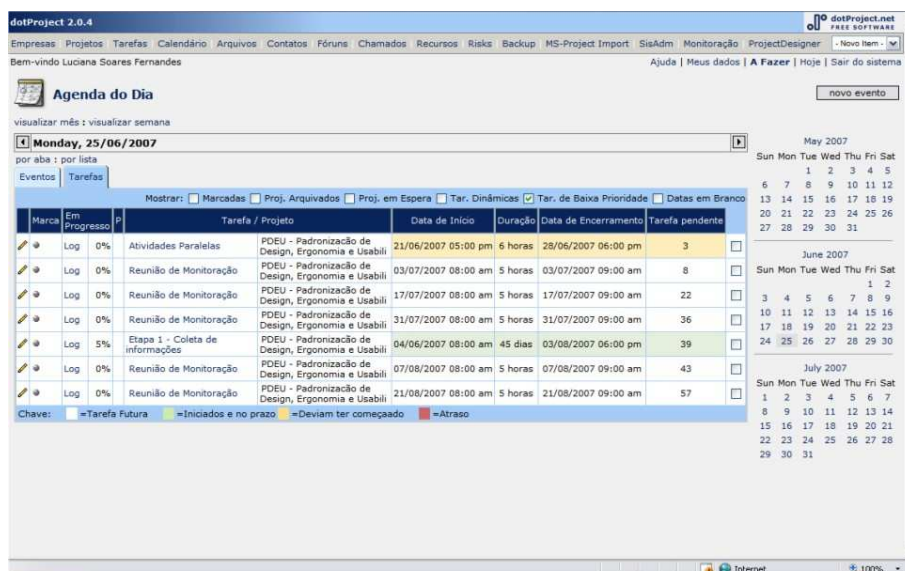 dotProject 2.0.4
dotProject.net
FREE SOFTWARE
Empresas Projetos Tarefas Calendário Arquivos Contatos Fóruns Chamados Recursos Risks Backup MS-Project Import SisAdm Monitoração ProjectDesigner - Novo Item -
Bem-vindo Luciana Soares Fernandes
Ajuda | Meus dados | A Fazer | Hoje | Sair do sistema
Agenda do Dia
novo evento
visualizar mês : visualizar semana
Monday, 25/06/2007
por aba : por lista
Eventos Tarefas
Mostrar: Marcadas Proj. Arquivados Proj. em Espera Tar. Dinâmicas Tar. de Baixa Prioridade Datas em Branco
Marca Em Progresso P Tarefa / Projeto Data de Início Duração Data de Encerramento Tarefa pendente
Log 0% Atividades Paralelas PDEU - Padronizacão de Design, Ergonomia e Usabili 21/06/2007 05:00 pm 6 horas 28/06/2007 06:00 pm 3
Log 0% Reunião de Monitoração PDEU - Padronizacão de Design, Ergonomia e Usabili 03/07/2007 08:00 am 5 horas 03/07/2007 09:00 am 8
Log 0% Reunião de Monitoração PDEU - Padronizacão de Design, Ergonomia e Usabili 17/07/2007 08:00 am 5 horas 17/07/2007 09:00 am 22
Log 0% Reunião de Monitoração PDEU - Padronizacão de Design, Ergonomia e Usabili 31/07/2007 08:00 am 5 horas 31/07/2007 09:00 am 36
Log 5% Etapa 1 - Coleta de informações PDEU - Padronizacão de Design, Ergonomia e Usabili 04/06/2007 08:00 am 45 dias 03/08/2007 06:00 pm 39
Log 0% Reunião de Monitoração PDEU - Padronizacão de Design, Ergonomia e Usabili 07/08/2007 08:00 am 5 horas 07/08/2007 09:00 am 43
Log 0% Reunião de Monitoração PDEU - Padronizacão de Design, Ergonomia e Usabili 21/08/2007 08:00 am 5 horas 21/08/2007 09:00 am 57
Chave: =Tarefa Futura =Iniciados e no prazo =Deviam ter começaado =Atraso
May 2007
Sun Mon Tue Wed Thu Fri Sat
1 2 3 4 5
6 7 8 9 10 11 12
13 14 15 16 17 18 19
20 21 22 23 24 25 26
27 28 29 30 31
June 2007
Sun Mon Tue Wed Thu Fri Sat
1 2
3 4 5 6 7 8 9
10 11 12 13 14 15 16
17 18 19 20 21 22 23
24 25 26 27 28 29 30
July 2007
Sun Mon Tue Wed Thu Fri Sat
1 2 3 4 5 6 7
8 9 10 11 12 13 14
15 16 17 18 19 20 21
22 23 24 25 26 27 28
29 30 31
Internet 100%